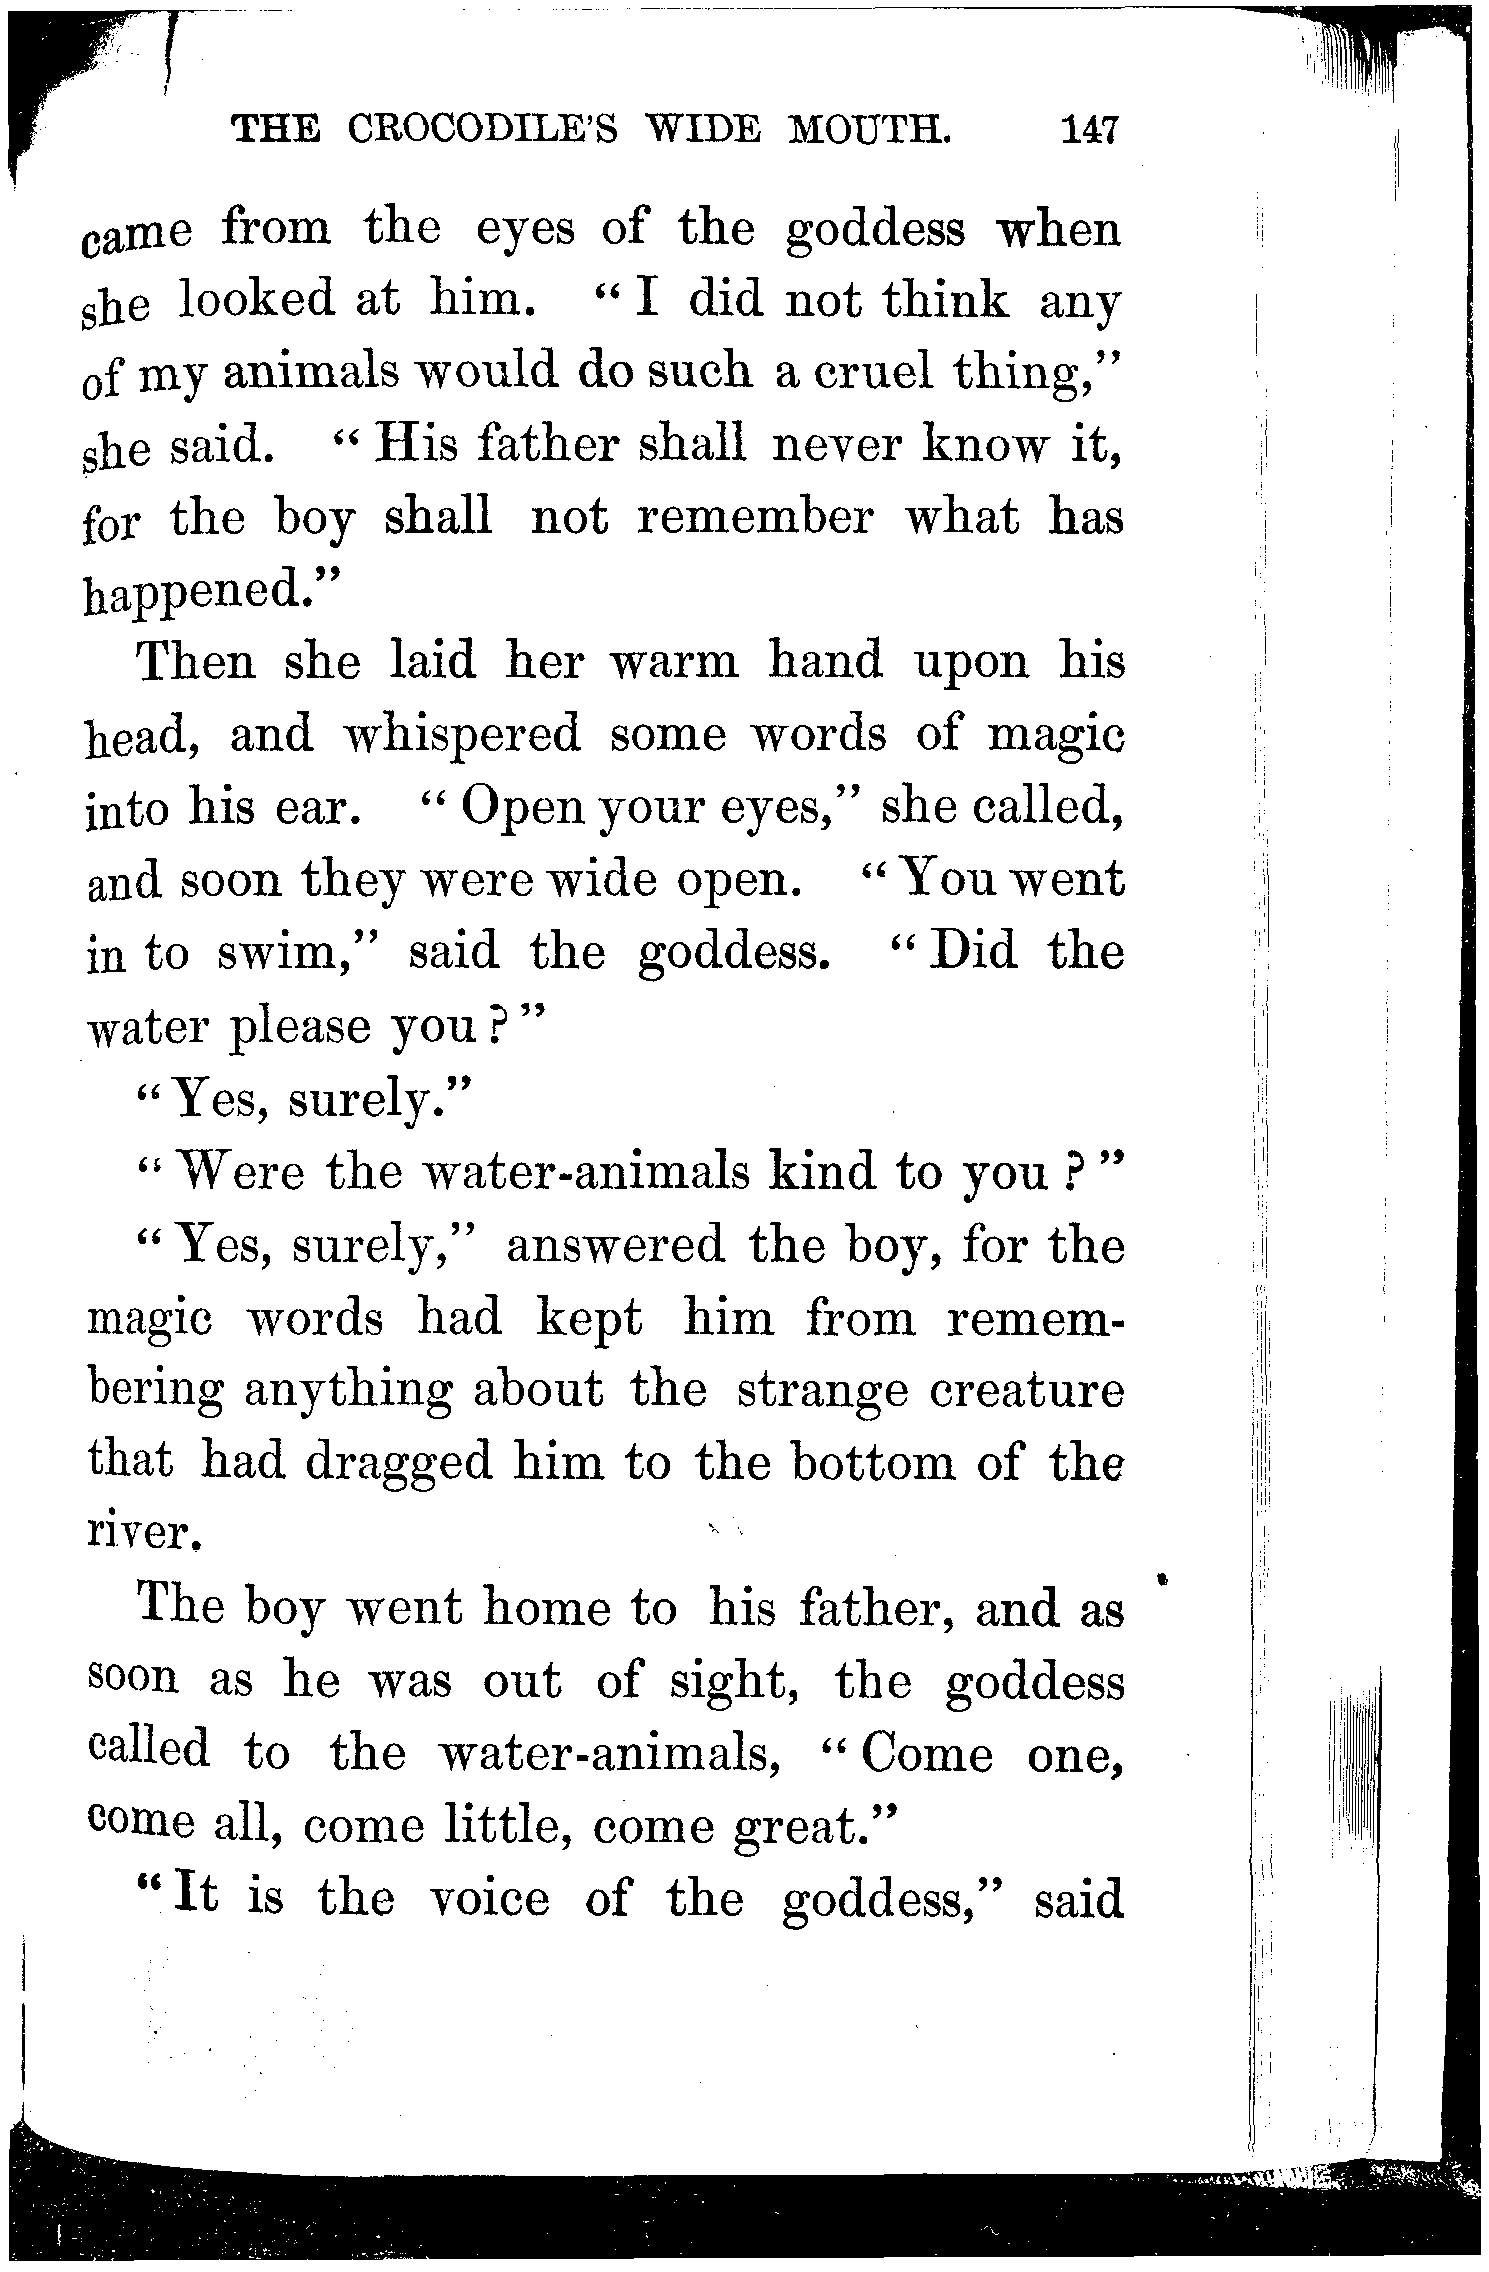 THE CROCODILE'S WIDE MOUTH. 147
came from the eyes of the goddess when
she looked at him. "I did not think any
of my animals would do such a cruel thing,"
she said. "His father shall never know it,
for the boy shall not remember what has
happened."
Then she laid her warm hand upon his
head, and whispered some words of magic
into his ear. "Open your eyes," she called,
and soon they were wide open. "You went
in to swim," said the goddess. "Did the
water please you?"
"Yes, surely."
"Were the water-animals kind to you?"
"Yes, surely," answered the boy, for the
magic words had kept him from remem-
bering anything about the strange creature
that had dragged him to the bottom of the
river.
The boy went home to his father, and as
soon as he was out of sight, the goddess
called to the water-animals, "Come one,
come all, come little, come great."
"It is the voice of the goddess," said